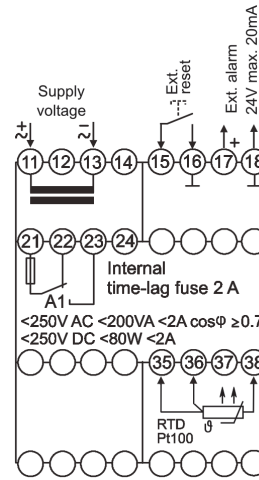 Supply
voltage
Ext.
reset
Ext. alarm
24V max. 20mA
≂+ ≂−
+
11 12 13 14 15 16 17 18
21 22 23 24
Internal
time-lag fuse 2 A
A1
<250V AC <200VA <2A cosφ ≥0.7
<250V DC <80W <2A
35 36 37 38
RTD
Pt100
ϑ